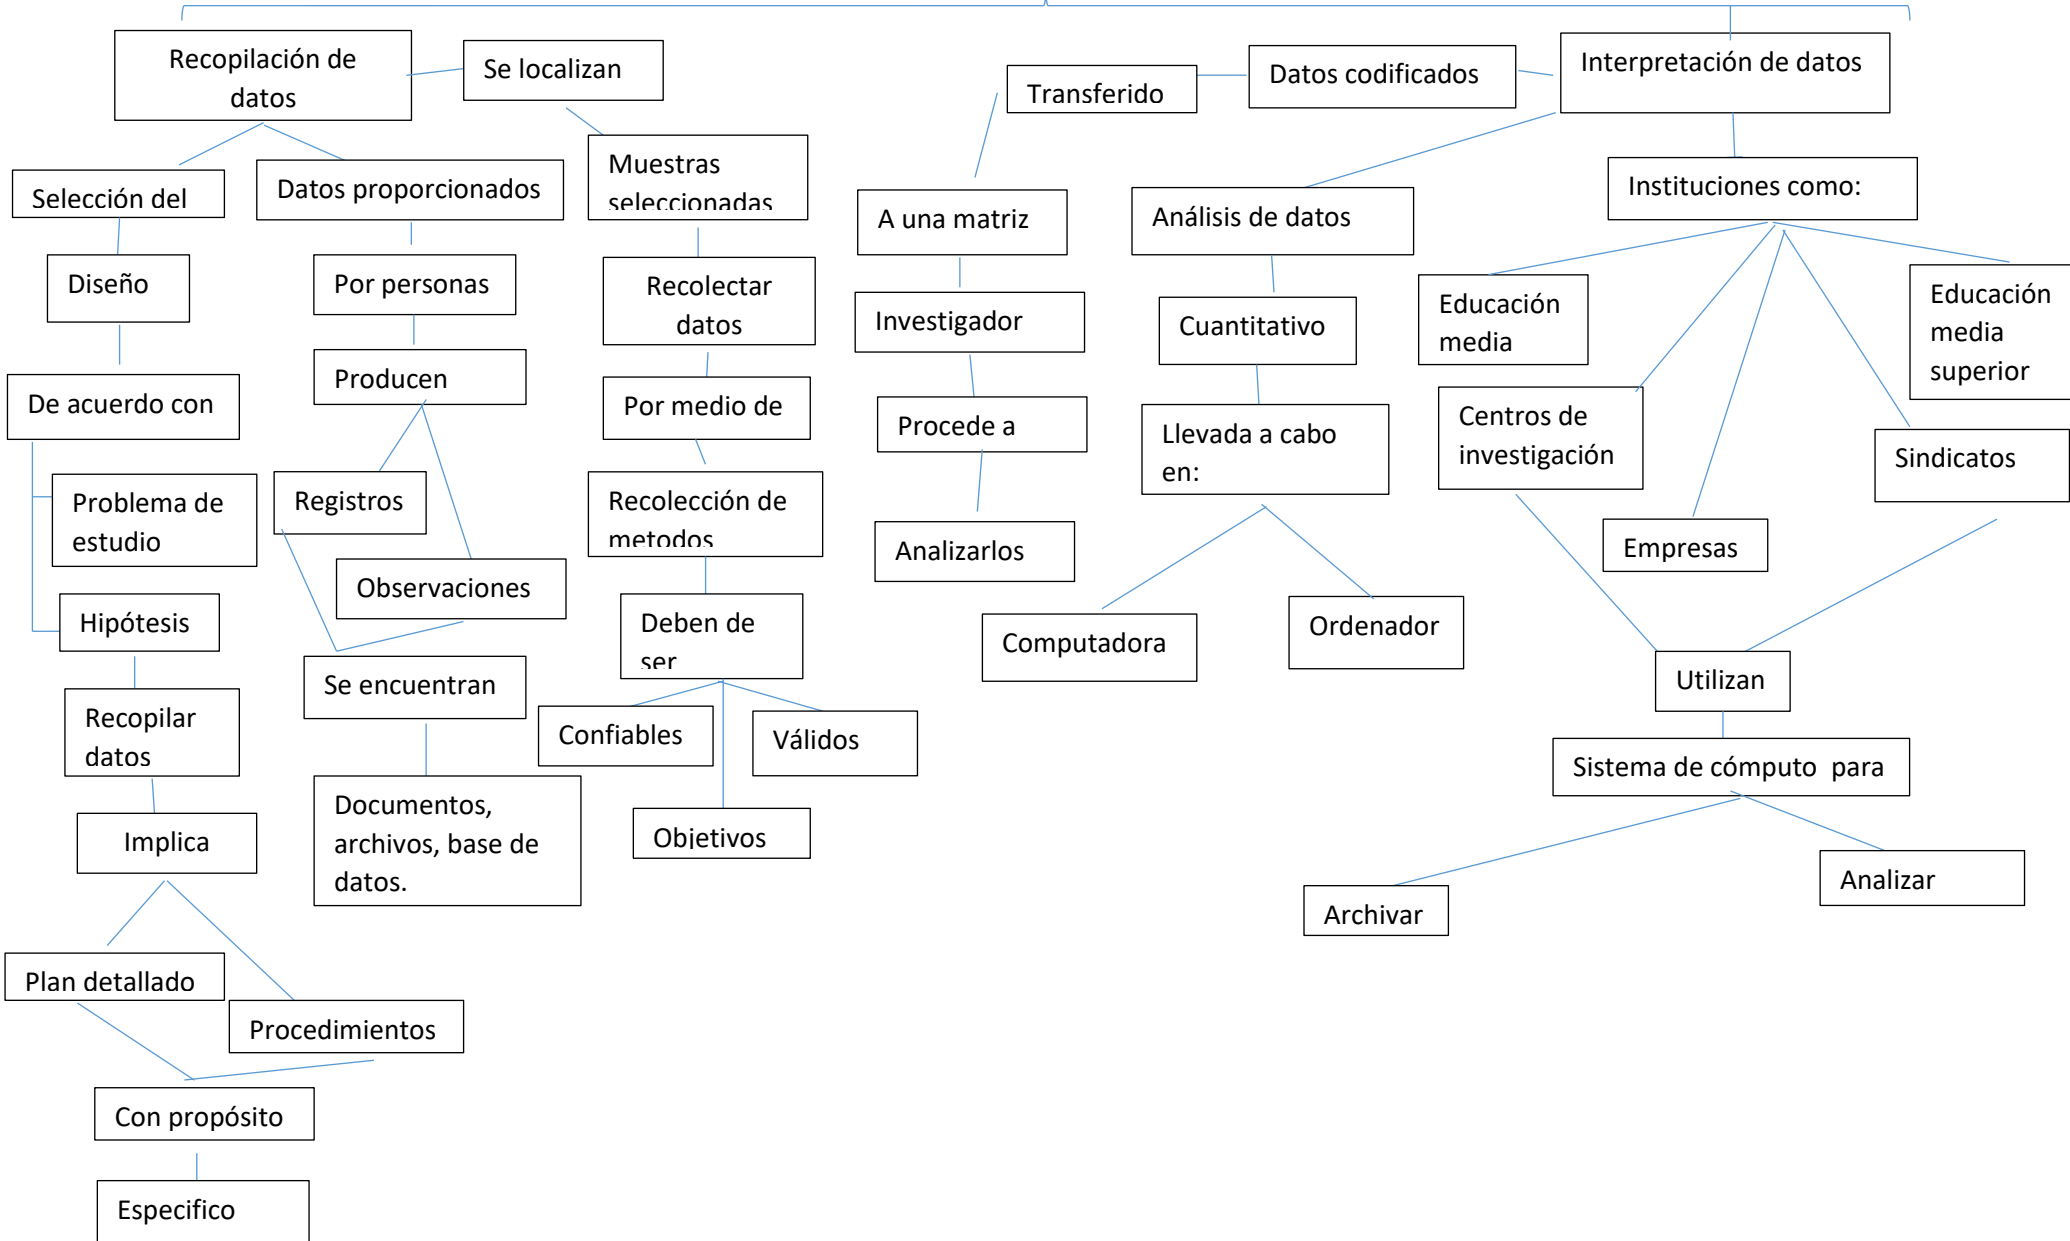 Recopilación de
datos
Se localizan
Transferido
Datos codificados
Interpretación de datos
Selección del
Datos proporcionados
Muestras
seleccionadas
A una matriz
Análisis de datos
Instituciones como:
Diseño
Por personas
Recolectar
datos
Investigador
Cuantitativo
Educación
media
Educación
media
superior
De acuerdo con
Producen
Por medio de
Procede a
Llevada a cabo
en:
Centros de
investigación
Sindicatos
Problema de
estudio
Registros
Recolección de
metodos
Analizarlos
Empresas
Observaciones
Hipótesis
Deben de
ser
Computadora
Ordenador
Se encuentran
Utilizan
Recopilar
datos
Confiables
Válidos
Sistema de cómputo  para
Documentos,
archivos, base de
datos.
Objetivos
Implica
Archivar
Analizar
Plan detallado
Procedimientos
Con propósito
Especifico